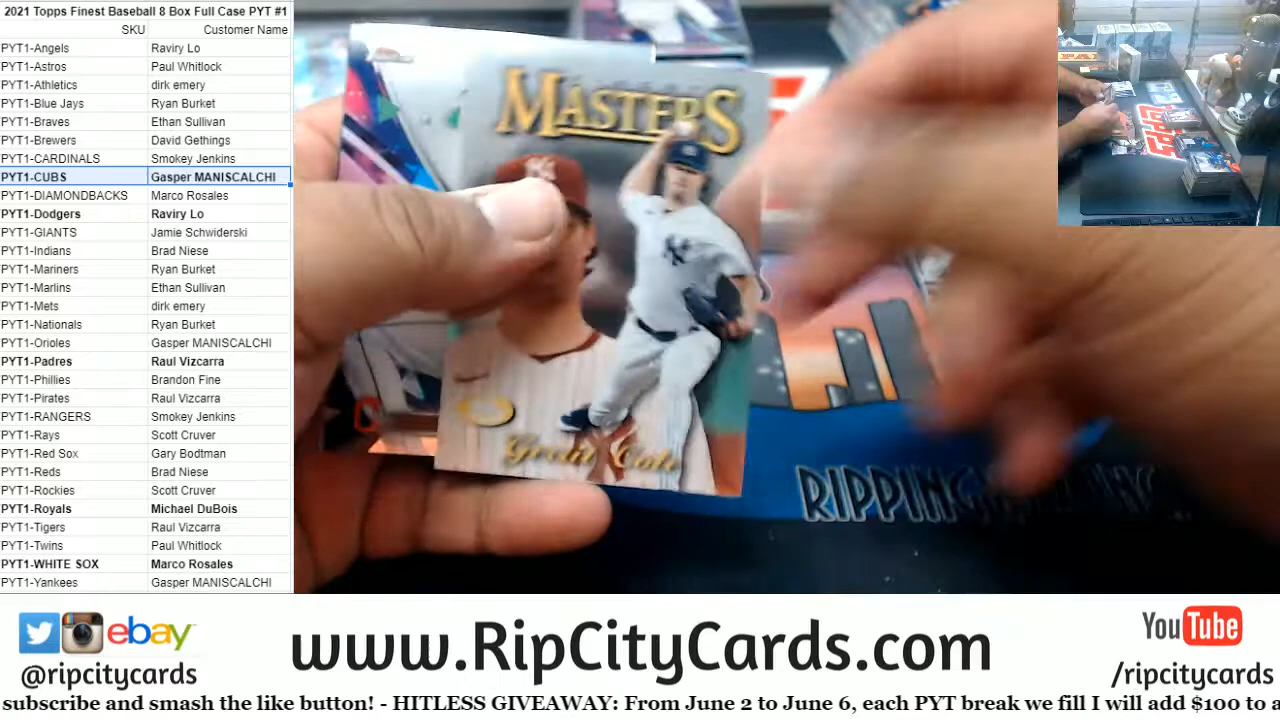 2021 Topps Finest Baseball 8 Box Full Case PYT #1
SKU Customer Name
PYT1-Angels Raviry Lo
PYT1-Astros Paul Whitlock
PYT1-Athletics dirk emery
PYT1-Blue Jays Ryan Burket
PYT1-Braves Ethan Sullivan
PYT1-Brewers David Gethings
PYT1-CARDINALS Smokey Jenkins
PYT1-CUBS Gasper MANISCALCHI
PYT1-DIAMONDBACKS Marco Rosales
PYT1-Dodgers Raviry Lo
PYT1-GIANTS Jamie Schwiderski
PYT1-Indians Brad Niese
PYT1-Mariners Ryan Burket
PYT1-Marlins Ethan Sullivan
PYT1-Mets dirk emery
PYT1-Nationals Ryan Burket
PYT1-Orioles Gasper MANISCALCHI
PYT1-Padres Raul Vizcarra
PYT1-Phillies Brandon Fine
PYT1-Pirates Raul Vizcarra
PYT1-RANGERS Smokey Jenkins
PYT1-Rays Scott Cruver
PYT1-Red Sox Gary Bodtman
PYT1-Reds Brad Niese
PYT1-Rockies Scott Cruver
PYT1-Royals Michael DuBois
PYT1-Tigers Raul Vizcarra
PYT1-Twins Paul Whitlock
PYT1-WHITE SOX Marco Rosales
PYT1-Yankees Gasper MANISCALCHI
MASTERS
Gerrit Cole
RIPPING
TOPPS
ebay
@ripcitycards
www.RipCityCards.com
YouTube
/ripcitycards
subscribe and smash the like button! - HITLESS GIVEAWAY: From June 2 to June 6, each PYT break we fill I will add $100 to a